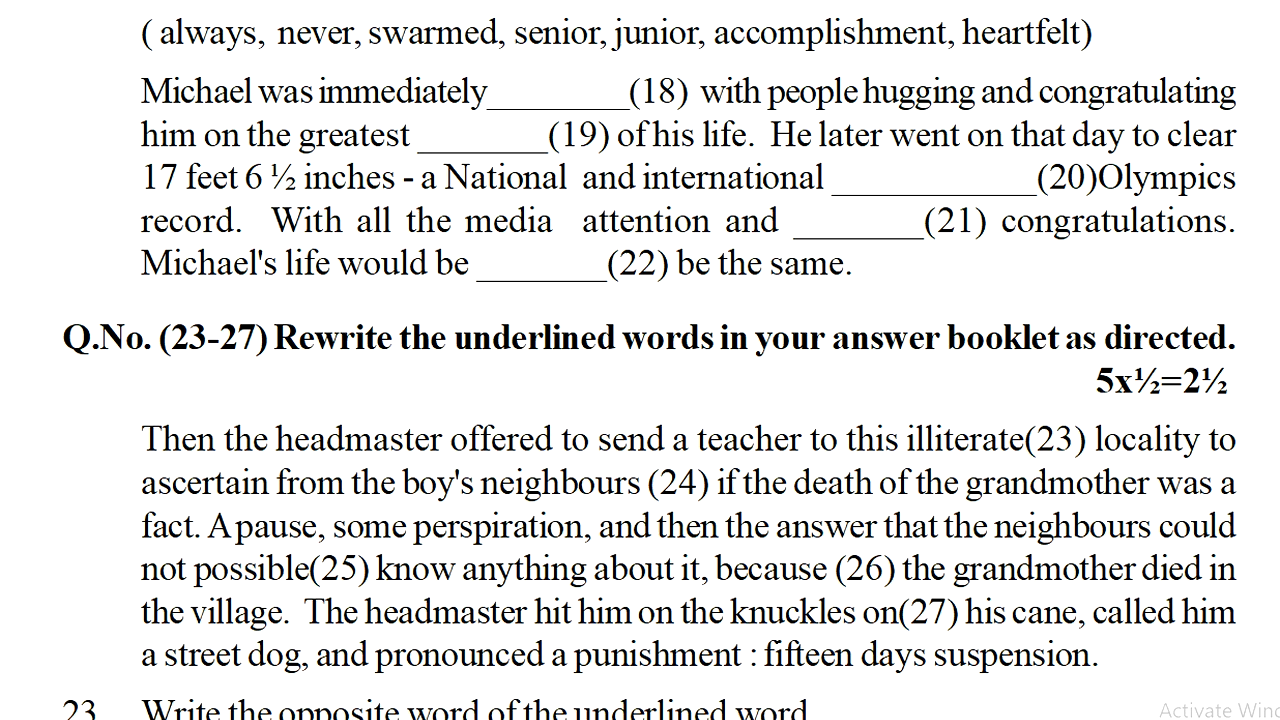 ( always, never, swarmed, senior, junior, accomplishment, heartfelt)
Michael was immediately________(18) with people hugging and congratulating
him on the greatest ________(19) of his life. He later went on that day to clear
17 feet 6 ½ inches - a National and international ____________(20)Olympics
record. With all the media attention and ________(21) congratulations.
Michael's life would be ________(22) be the same.
Q.No. (23-27) Rewrite the underlined words in your answer booklet as directed.
5x½=2½
Then the headmaster offered to send a teacher to this illiterate(23) locality to
ascertain from the boy's neighbours (24) if the death of the grandmother was a
fact. A pause, some perspiration, and then the answer that the neighbours could
not possible(25) know anything about it, because (26) the grandmother died in
the village. The headmaster hit him on the knuckles on(27) his cane, called him
a street dog, and pronounced a punishment : fifteen days suspension.
23 Write the opposite word of the underlined word
Activate Wind